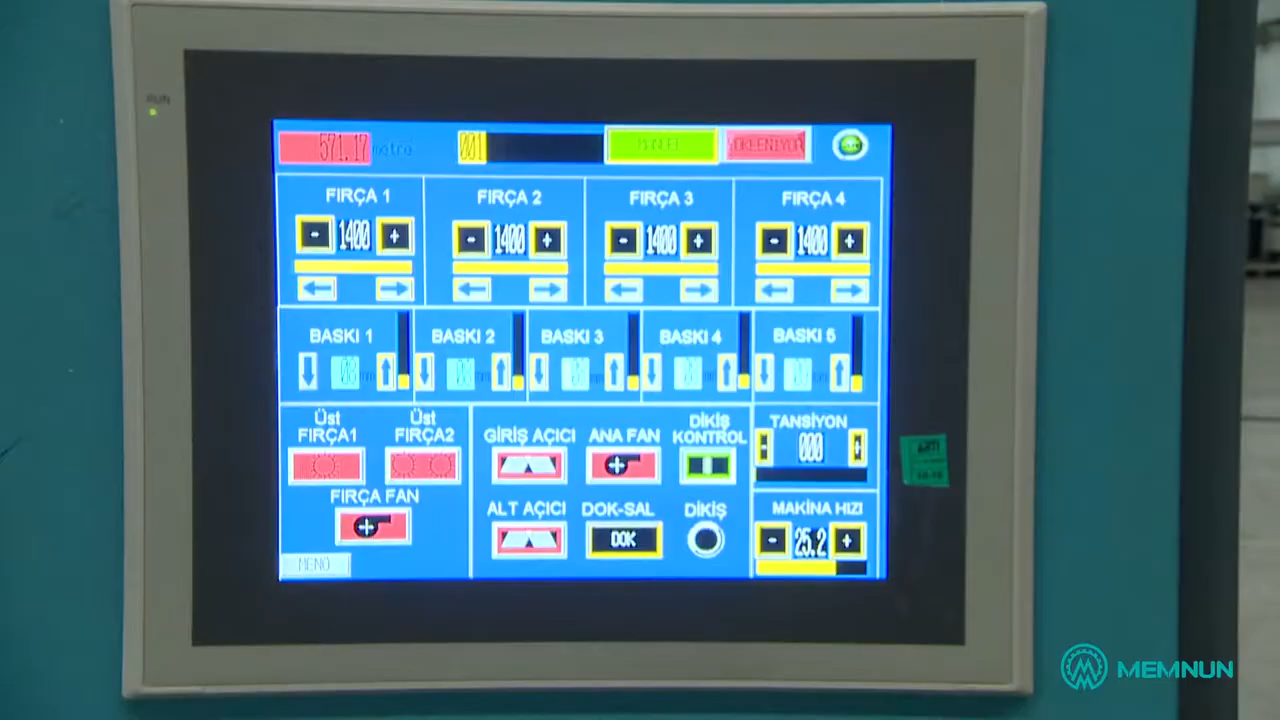 RUN
571.17 metre 001
FIRÇA 1 FIRÇA 2 FIRÇA 3 FIRÇA 4
- 1400 + - 1400 + - 1400 + - 1400 +
BASKI 1 BASKI 2 BASKI 3 BASKI 4 BASKI 5
Üst FIRÇA1
Üst FIRÇA2
FIRÇA FAN
MENÜ
GİRİŞ AÇICI ANA FAN DİKİŞ KONTROL
ALT AÇICI DOK-SAL DİKİŞ
DOK
TANSİYON
- 000 +
MAKİNA HIZI
- 25.2 +
MEMNUN